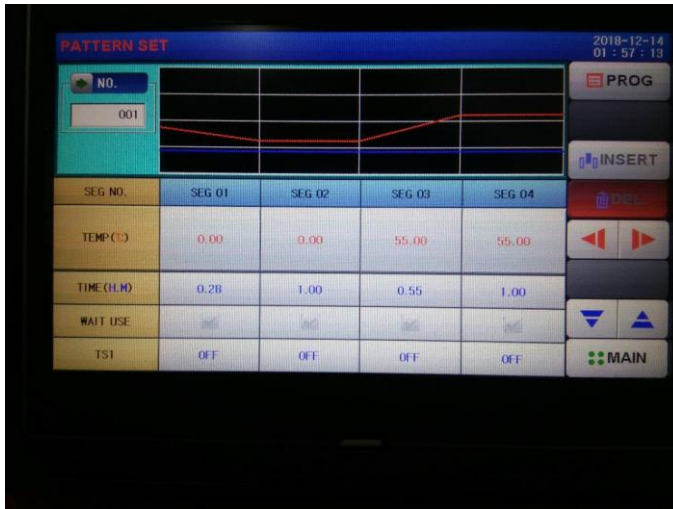 PATTERN SET
2018-12-14
01 : 57 : 13
NO.
001
PROG
INSERT
DEL
SEG NO. SEG 01 SEG 02 SEG 03 SEG 04
TEMP(℃) 0.00 0.00 55.00 55.00
TIME(H.M) 0.28 1.00 0.55 1.00
WAIT USE
TS1 OFF OFF OFF OFF
MAIN